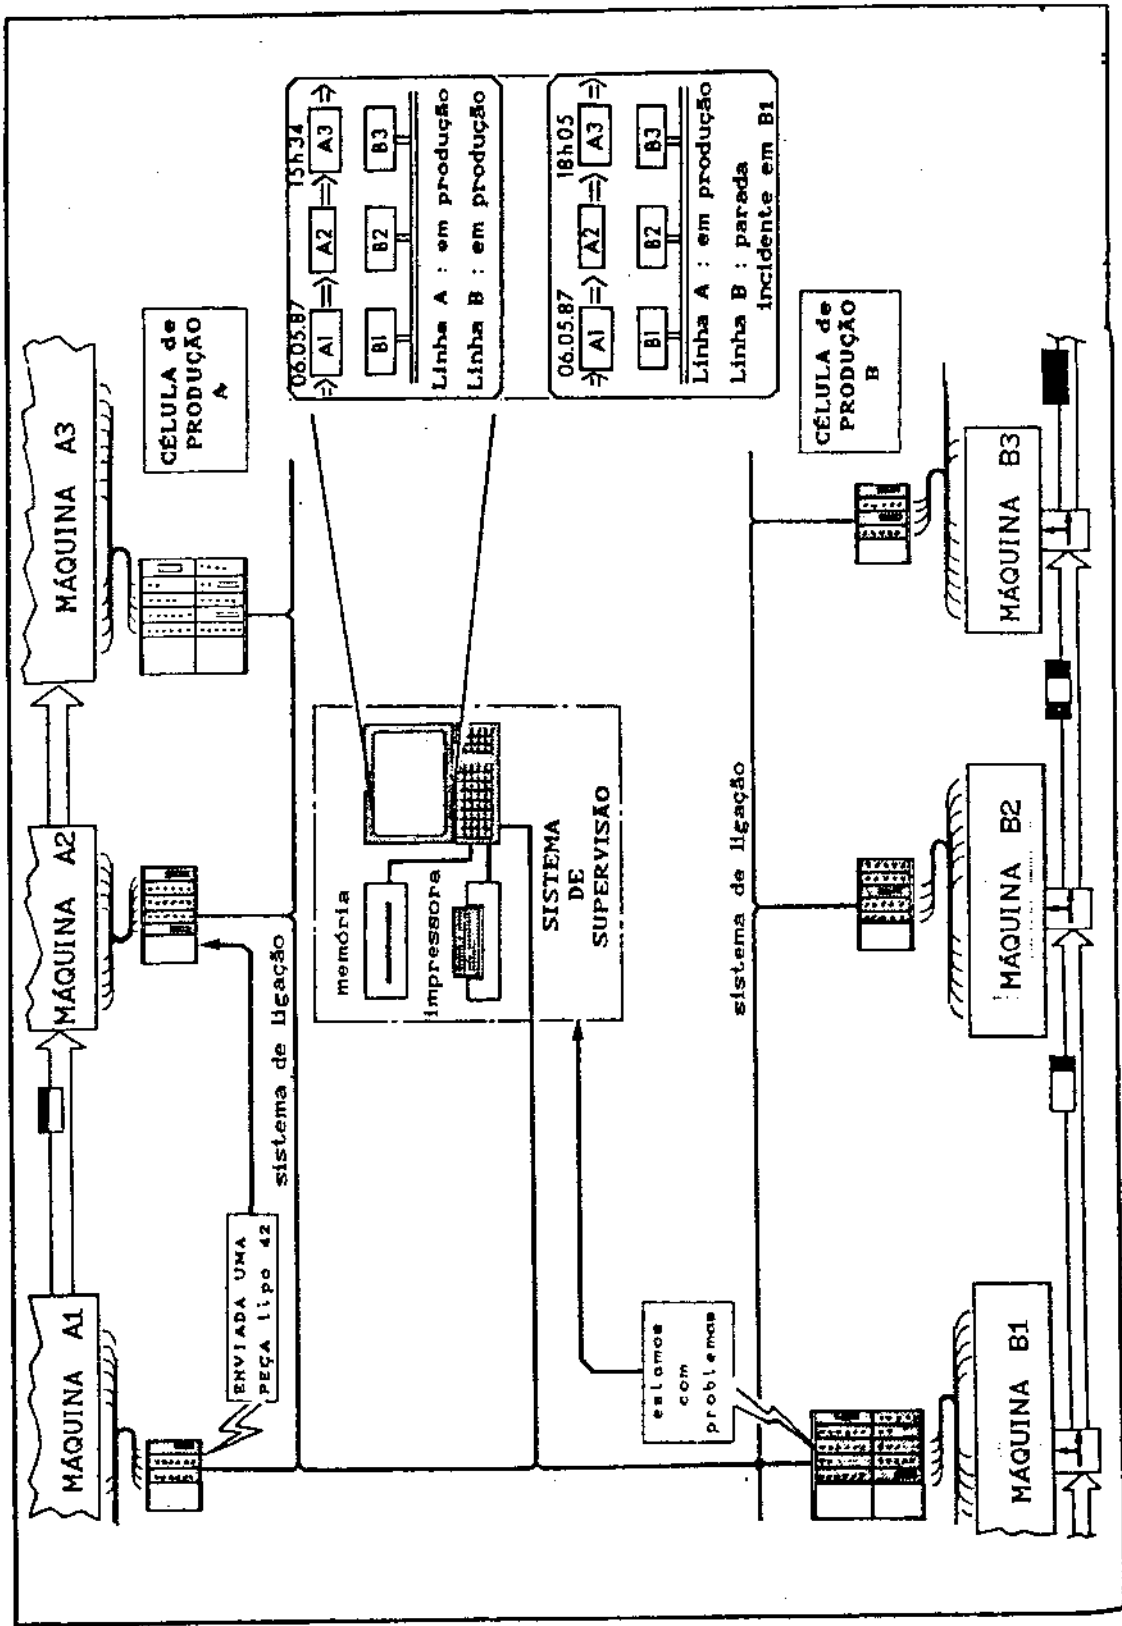 MÁQUINA A1
MÁQUINA A2
MÁQUINA A3
ENVIADA UMA
PEÇA tipo 42
sistema de ligação
CÉLULA de
PRODUÇÃO
A
memória
impressora
SISTEMA
DE
SUPERVISÃO
06.05.87 15h34
=> A1 => A2 => A3 =>
B1 B2 B3
Linha A : em produção
Linha B : em produção
06.05.87 18h05
=> A1 => A2 => A3 =>
B1 B2 B3
Linha A : em produção
Linha B : parada
incidente em B1
estamos
com
problemas
sistema de ligação
CÉLULA de
PRODUÇÃO
B
MÁQUINA B1
MÁQUINA B2
MÁQUINA B3